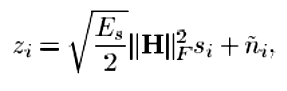 $z_i = \sqrt{\frac{E_s}{2}} \|\mathbf{H}\|_F^2 s_i + \tilde{n}_i,$